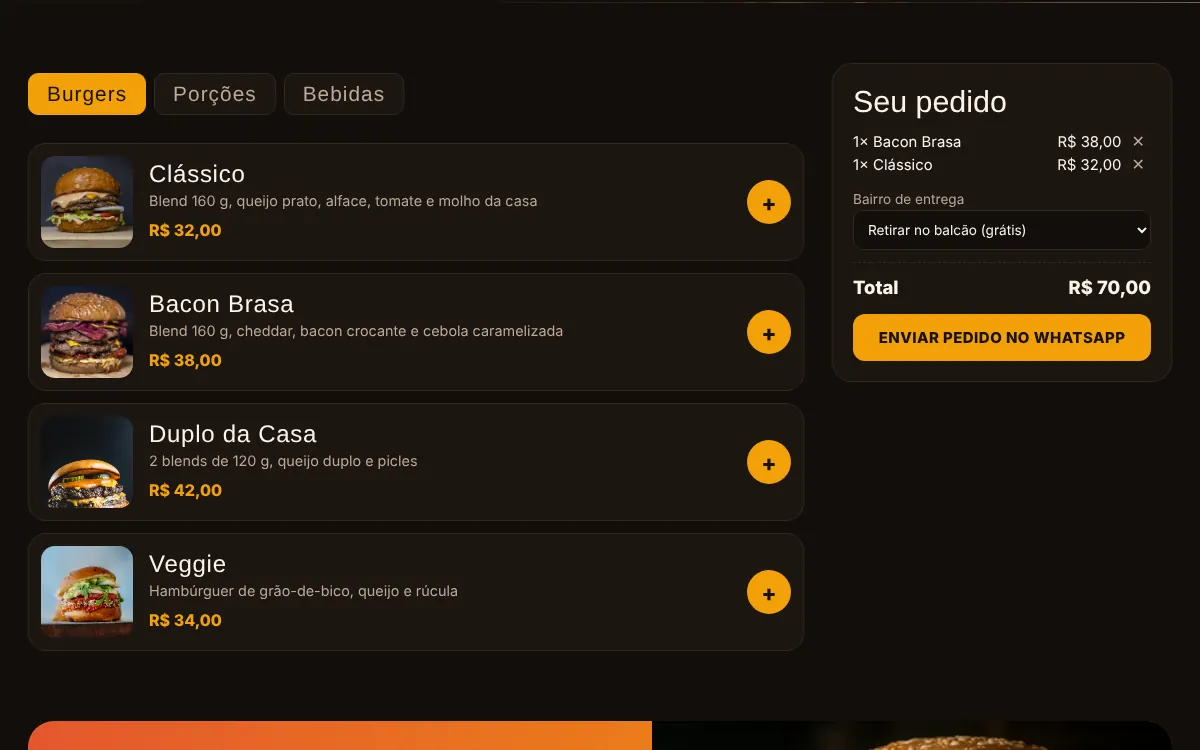 Burgers
Porções
Bebidas
Clássico
Blend 160 g, queijo prato, alface, tomate e molho da casa
R$ 32,00
+
Bacon Brasa
Blend 160 g, cheddar, bacon crocante e cebola caramelizada
R$ 38,00
+
Duplo da Casa
2 blends de 120 g, queijo duplo e picles
R$ 42,00
+
Veggie
Hambúrguer de grão-de-bico, queijo e rúcula
R$ 34,00
+
Seu pedido
1× Bacon Brasa R$ 38,00 ×
1× Clássico R$ 32,00 ×
Bairro de entrega
Retirar no balcão (grátis)
Total R$ 70,00
ENVIAR PEDIDO NO WHATSAPP